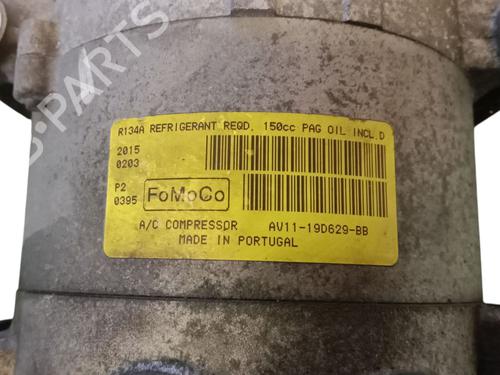 R134A REFRIGERANT REQD. 150cc PAG OIL INCL.D
2015
0203
P2
0395
FoMoCo
A/C COMPRESSOR AV11-19D629-BB
MADE IN PORTUGAL
B-PARTS